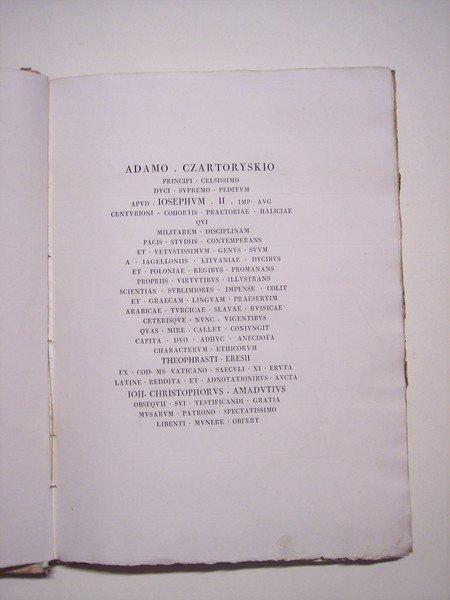 ADAMO . CZARTORYSKIO
PRINCIPI · CELSISSIMO
DVCI · SVPREMO · PEDITVM
APVD · IOSEPHVM . II . IMP · AVG
CENTVRIONI · COHORTIS · PRAETORIAE · HALICIAE
QVI
MILITAREM · DISCIPLINAM
PACIS · STVDIIS · CONTEMPERANS
ET · VETVSTISSIMVM · GENVS · SVVM
A · IAGELLONIIS · LITVANIAE · DVCIBVS
ET · POLONIAE · REGIBVS · PROMANANS
PROPRIIS · VIRTVTIBVS · ILLVSTRANS
SCIENTIAS · SVBLIMIORES · IMPENSE · COLIT
ET · GRAECAM · LINGVAM · PRAESERTIM
ARABICAE · TVRCICAE · SLAVAE · RVSSICAE
CETERISQVE · NVNC · VIGENTIBVS
QVAS · MIRE · CALLET · CONIVNGIT
CAPITA · DVO · ADHVC · ANECDOTA
CHARACTERVM · ETHICORVM
THEOPHRASTI · ERESII
EX · COD · MS · VATICANO · SAECVLI · XI · ERVTA
LATINE · REDDITA · ET · ADNOTATIONIBVS · AVCTA
IOH · CHRISTOPHORVS · AMADVTIVS
OBSEQVII · SVI · TESTIFICANDI · GRATIA
MVSARVM · PATRONO · SPECTATISSIMO
LIBENTI · MVNERE · OBFERT